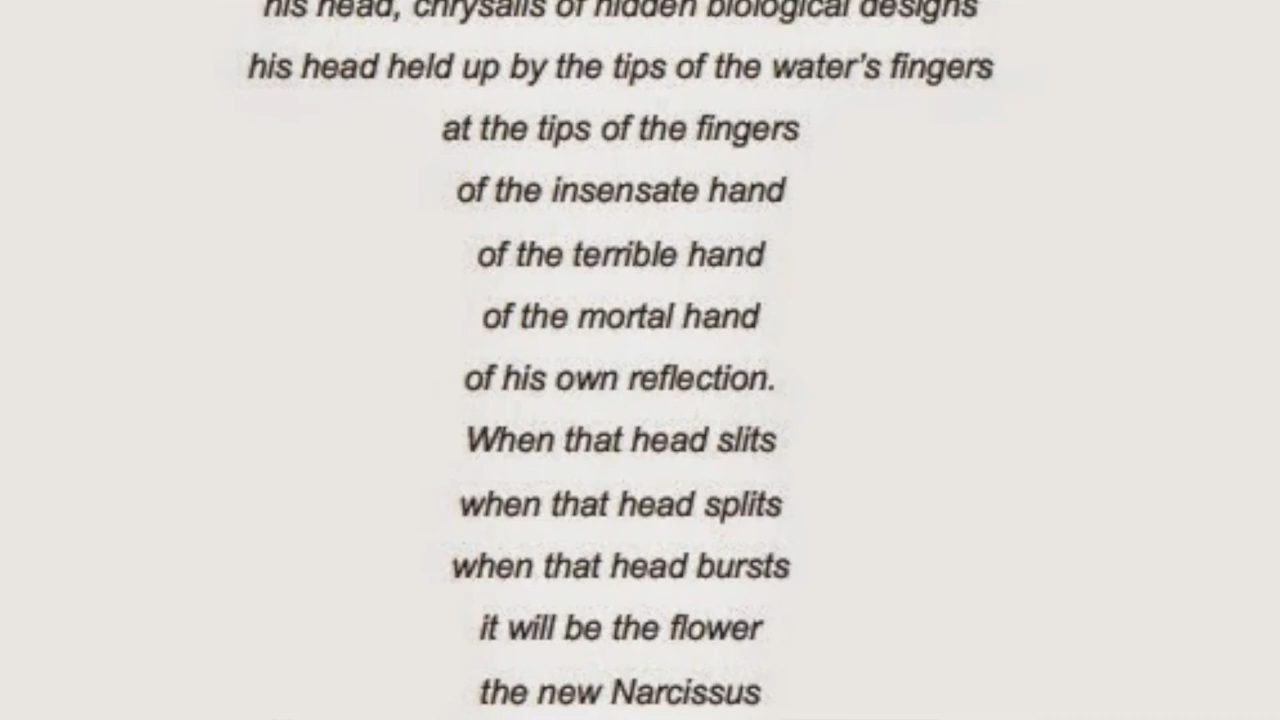 his head, chrysalis of hidden biological designs
his head held up by the tips of the water's fingers
at the tips of the fingers
of the insensate hand
of the terrible hand
of the mortal hand
of his own reflection.
When that head slits
when that head splits
when that head bursts
it will be the flower
the new Narcissus